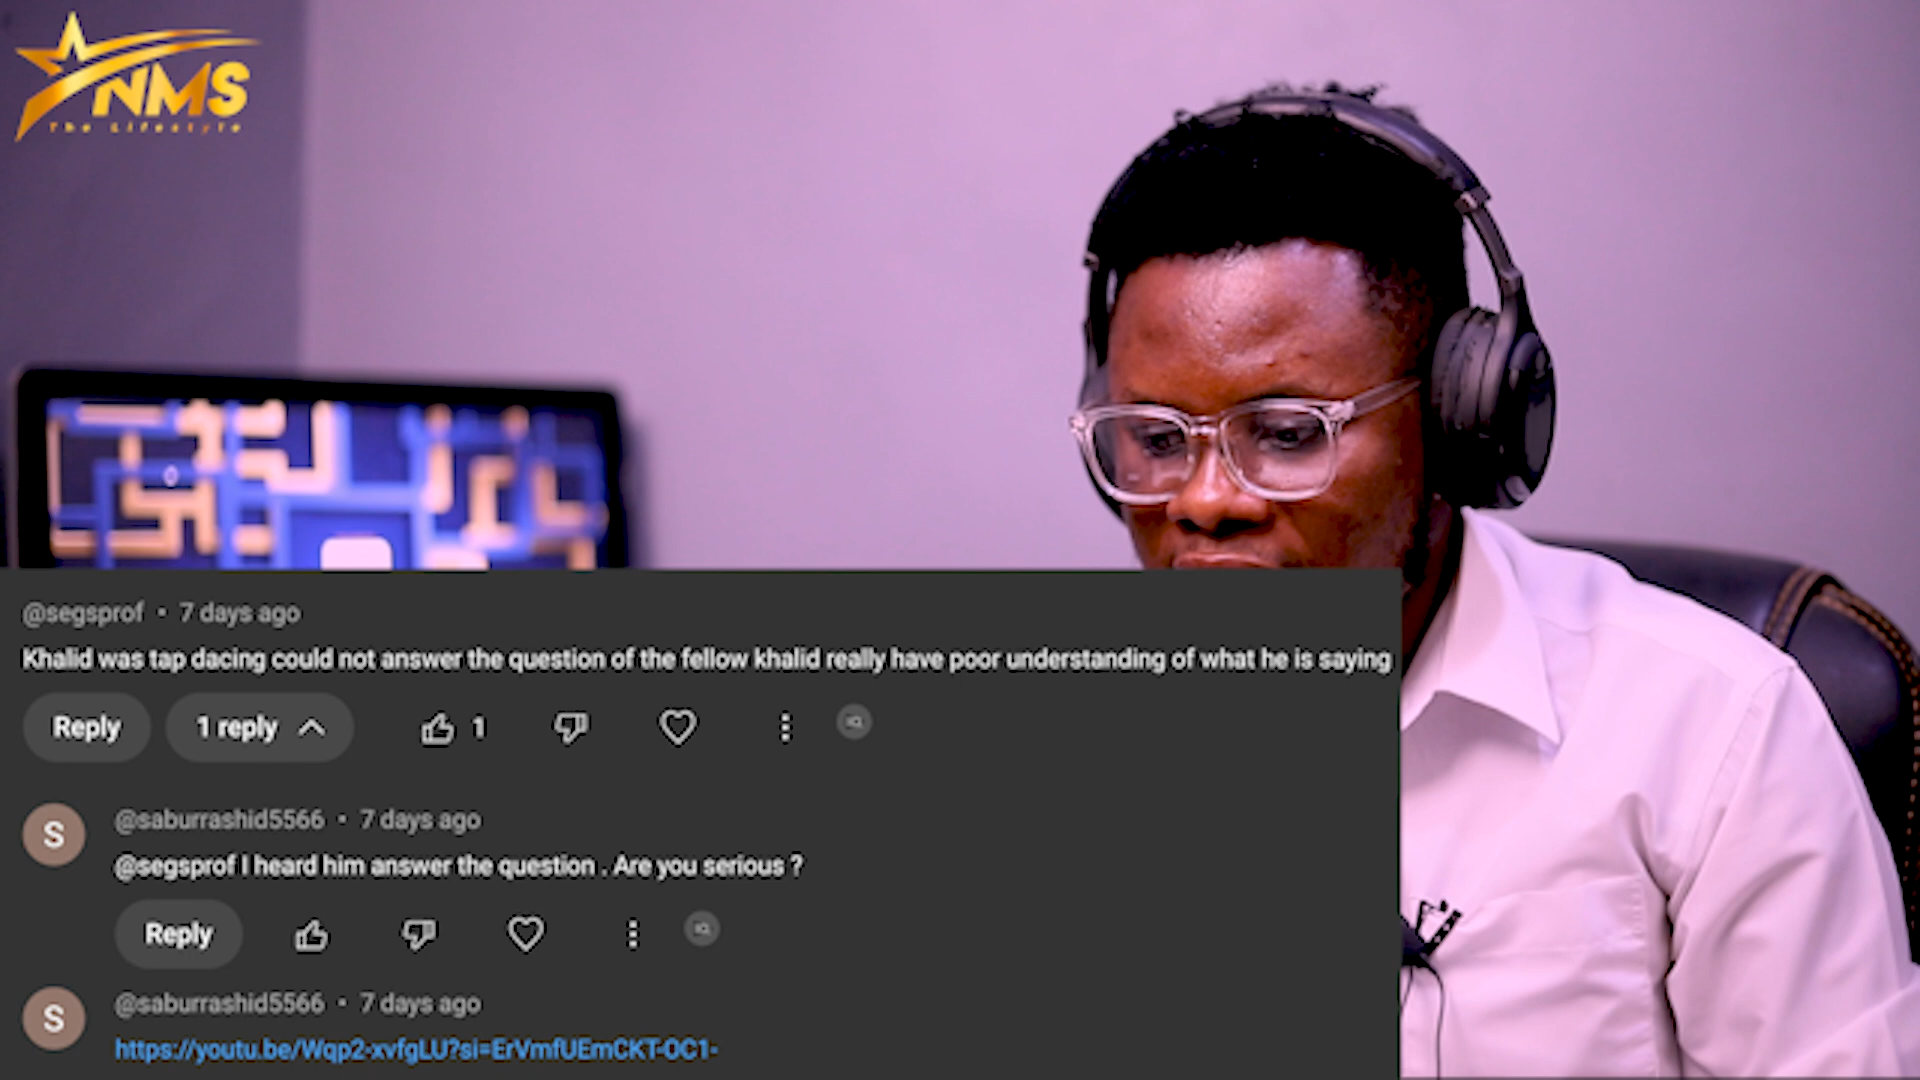 NMS
The Lifestyle
@segsprof • 7 days ago
Khalid was tap dacing could not answer the question of the fellow khalid really have poor understanding of what he is saying
Reply 1 reply 1
S @saburrashid5566 • 7 days ago
@segsprof I heard him answer the question . Are you serious ?
Reply
S @saburrashid5566 • 7 days ago
https://youtu.be/Wqp2-xvfgLU?si=ErVmfUEmCKT-OC1-